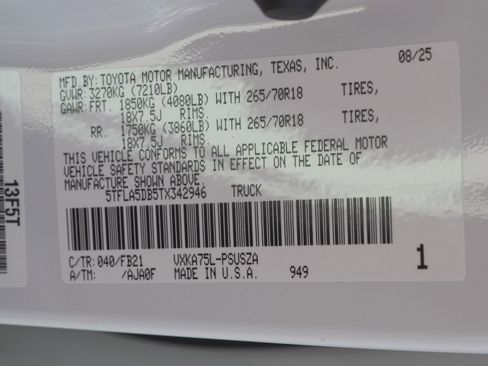 MFD.BY:TOYOTA MOTOR MANUFACTURING, TEXAS, INC. 08/25
GVWR:3270KG (7210LB)
GAWR:FRT. 1850KG (4080LB) WITH 265/70R18 TIRES,
18X7.5J RIMS.
RR. 1750KG (3860LB) WITH 265/70R18 TIRES,
18X7.5J RIMS.
THIS VEHICLE CONFORMS TO ALL APPLICABLE FEDERAL MOTOR
VEHICLE SAFETY STANDARDS IN EFFECT ON THE DATE OF
MANUFACTURE SHOWN ABOVE
5TFLA5DB5TX342946 TRUCK
C/TR:040/FB21 VXKA75L-PSUSZA
A/TM: /AJA0F MADE IN U.S.A. 949 1
13F5T